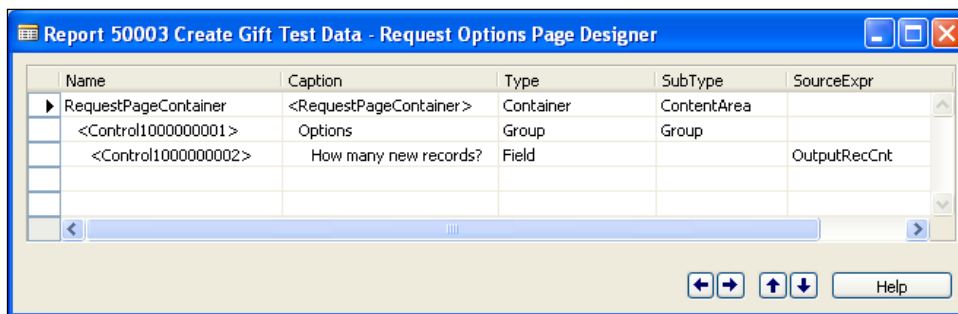 Report 50003 Create Gift Test Data - Request Options Page Designer
Name Caption Type SubType SourceExpr
RequestPageContainer <RequestPageContainer> Container ContentArea
<Control1000000001> Options Group Group
<Control1000000002> How many new records? Field OutputRecCnt
Help